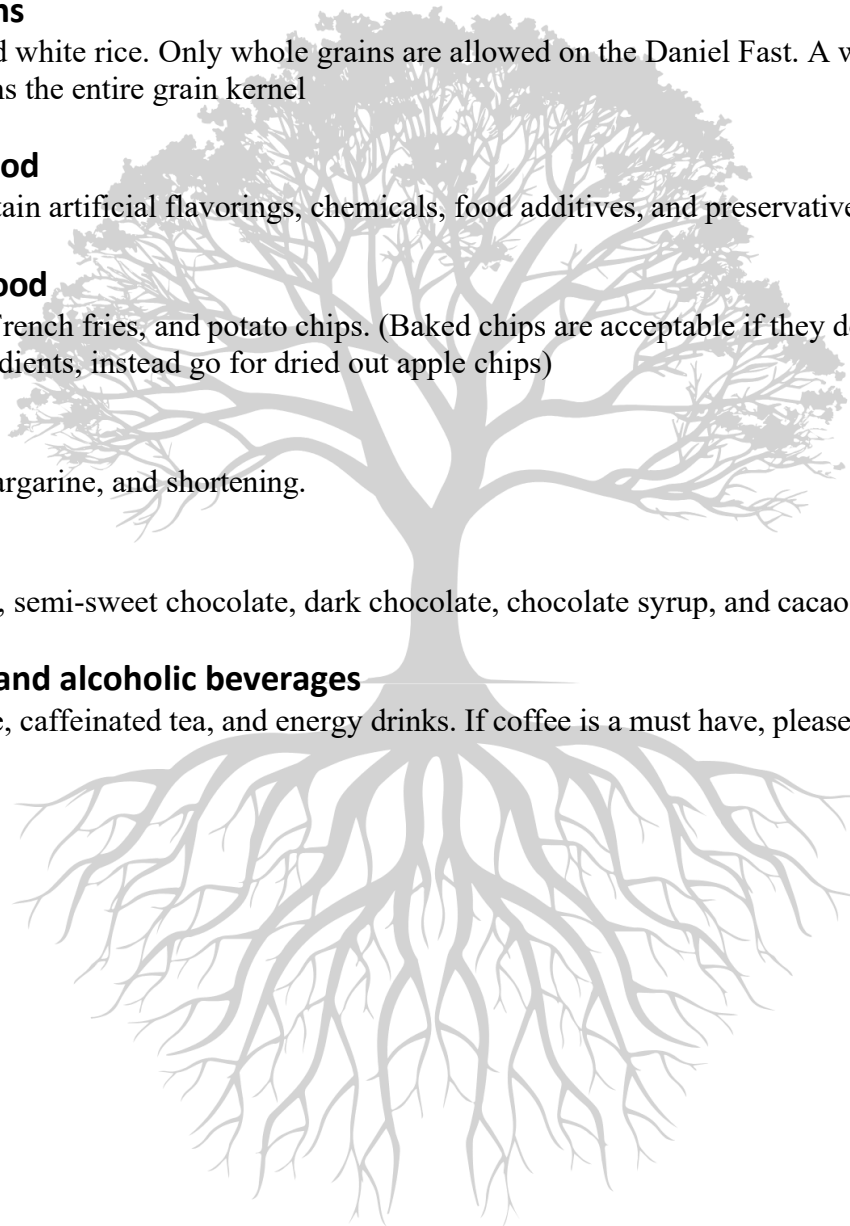 ns
d white rice. Only whole grains are allowed on the Daniel Fast. A w
ns the entire grain kernel
od
tain artificial flavorings, chemicals, food additives, and preservative
ood
French fries, and potato chips. (Baked chips are acceptable if they d
dients, instead go for dried out apple chips)
argarine, and shortening.
, semi-sweet chocolate, dark chocolate, chocolate syrup, and cacao
and alcoholic beverages
e, caffeinated tea, and energy drinks. If coffee is a must have, please